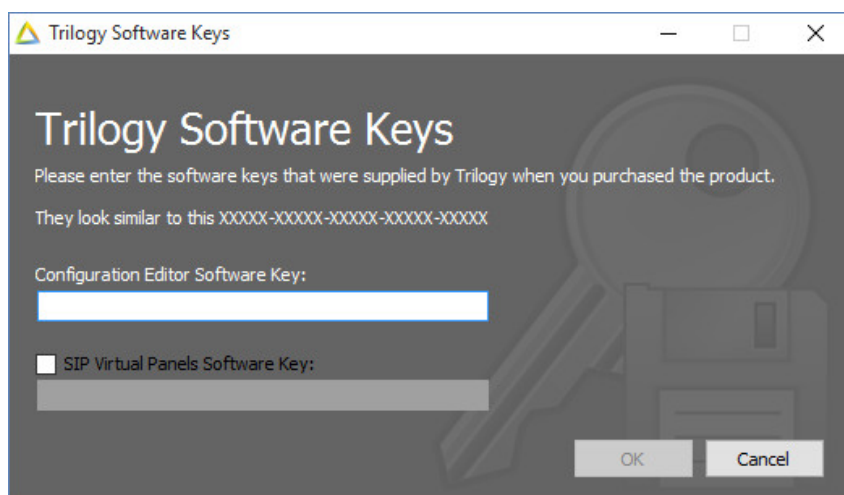 Trilogy Software Keys
Trilogy Software Keys
Please enter the software keys that were supplied by Trilogy when you purchased the product.
They look similar to this XXXXX-XXXXX-XXXXX-XXXXX-XXXXX
Configuration Editor Software Key:
SIP Virtual Panels Software Key:
OK Cancel